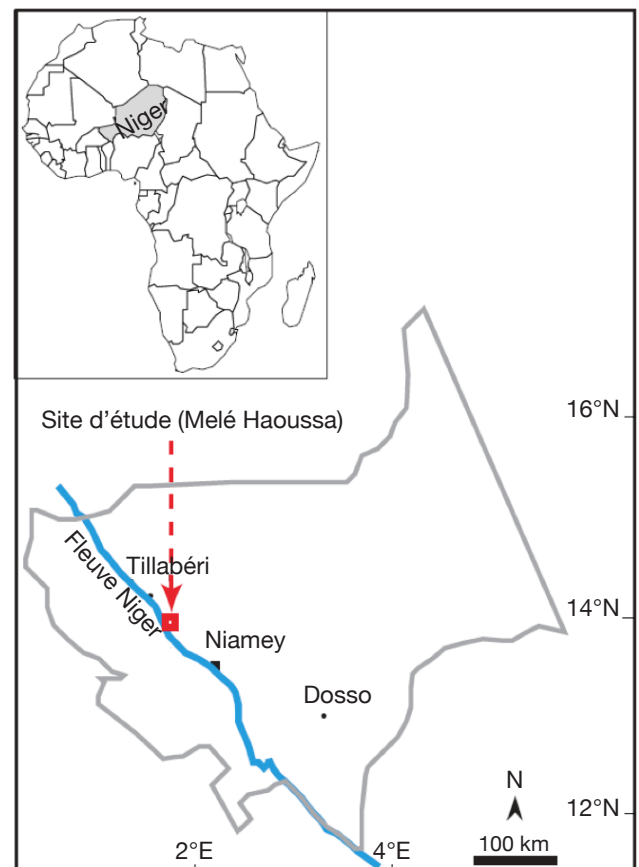 Niger
16°N
Site d'étude (Melé Haoussa)
Fleuve Niger
Tillabéri
14°N
Niamey
Dosso
N
12°N
2°E
4°E
100 km